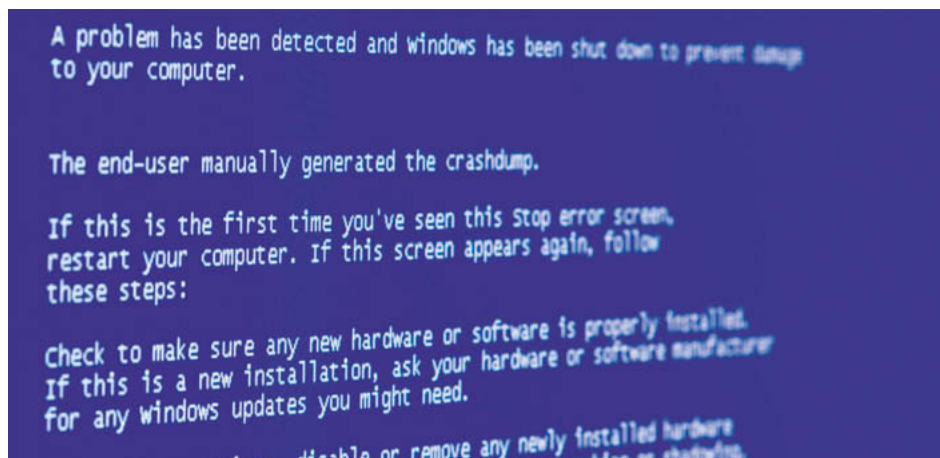 A problem has been detected and Windows has been shut down to prevent damage
to your computer.
The end-user manually generated the crashdump.
If this is the first time you've seen this Stop error screen,
restart your computer. If this screen appears again, follow
these steps:
Check to make sure any new hardware or software is properly installed.
If this is a new installation, ask your hardware or software manufacturer
for any Windows updates you might need.
disable or remove any newly installed hardware
or shadowing.